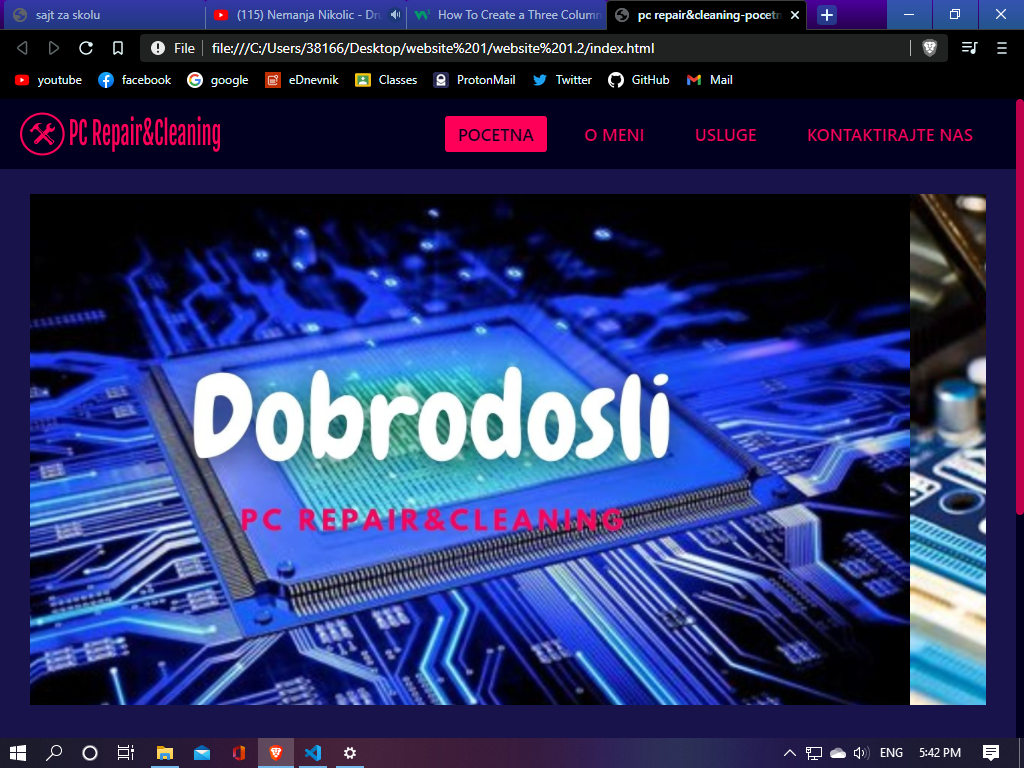 sajt za skolu
(115) Nemanja Nikolic - Dru
How To Create a Three Column
pc repair&cleaning-pocetn
File
file:///C:/Users/38166/Desktop/website%201/website%201.2/index.html
youtube
facebook
google
eDnevnik
Classes
ProtonMail
Twitter
GitHub
Mail
PC Repair&Cleaning
POCETNA
O MENI
USLUGE
KONTAKTIRAJTE NAS
Dobrodosli
PC REPAIR&CLEANING
ENG
5:42 PM